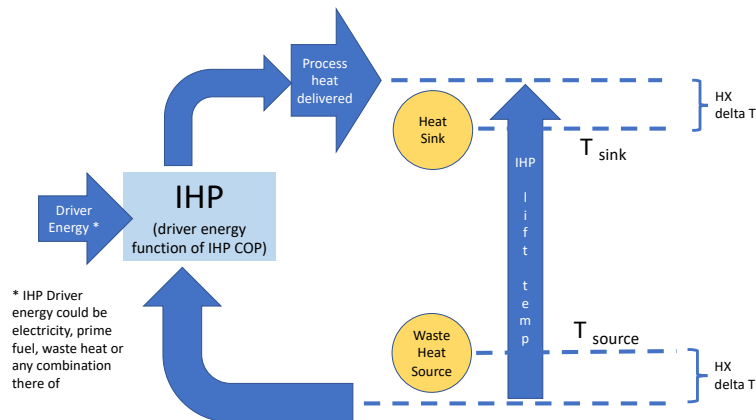 Process
heat
delivered
HX
delta T
Heat
Sink
T sink
IHP
lift temp
IHP
(driver energy
function of IHP COP)
Driver
Energy *
* IHP Driver
energy could be
electricity, prime
fuel, waste heat or
any combination
there of
Waste
Heat
Source
T source
HX
delta T